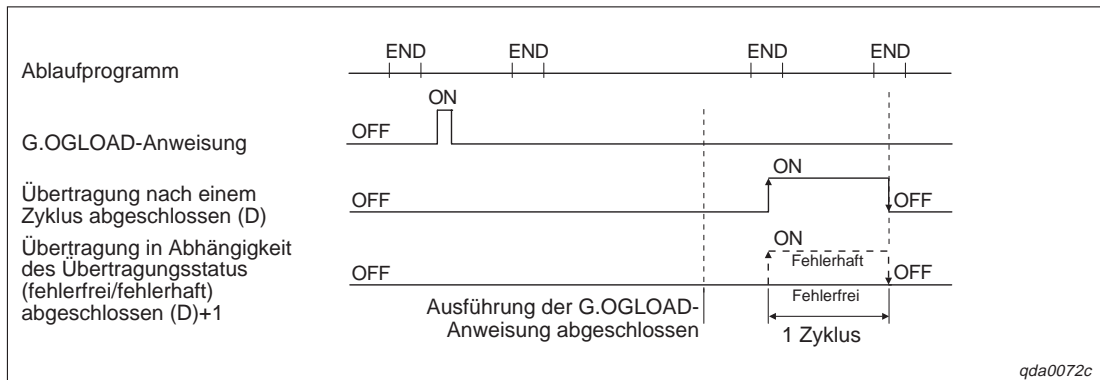 END END END END
Ablaufprogramm
ON
G.OGLOAD-Anweisung
OFF
ON
Übertragung nach einem
Zyklus abgeschlossen (D)
OFF
OFF
Übertragung in Abhängigkeit
des Übertragungsstatus
(fehlerfrei/fehlerhaft)
abgeschlossen (D)+1
ON
Fehlerhaft
OFF
OFF
Fehlerfrei
Ausführung der G.OGLOAD-
Anweisung abgeschlossen
1 Zyklus
qda0072c